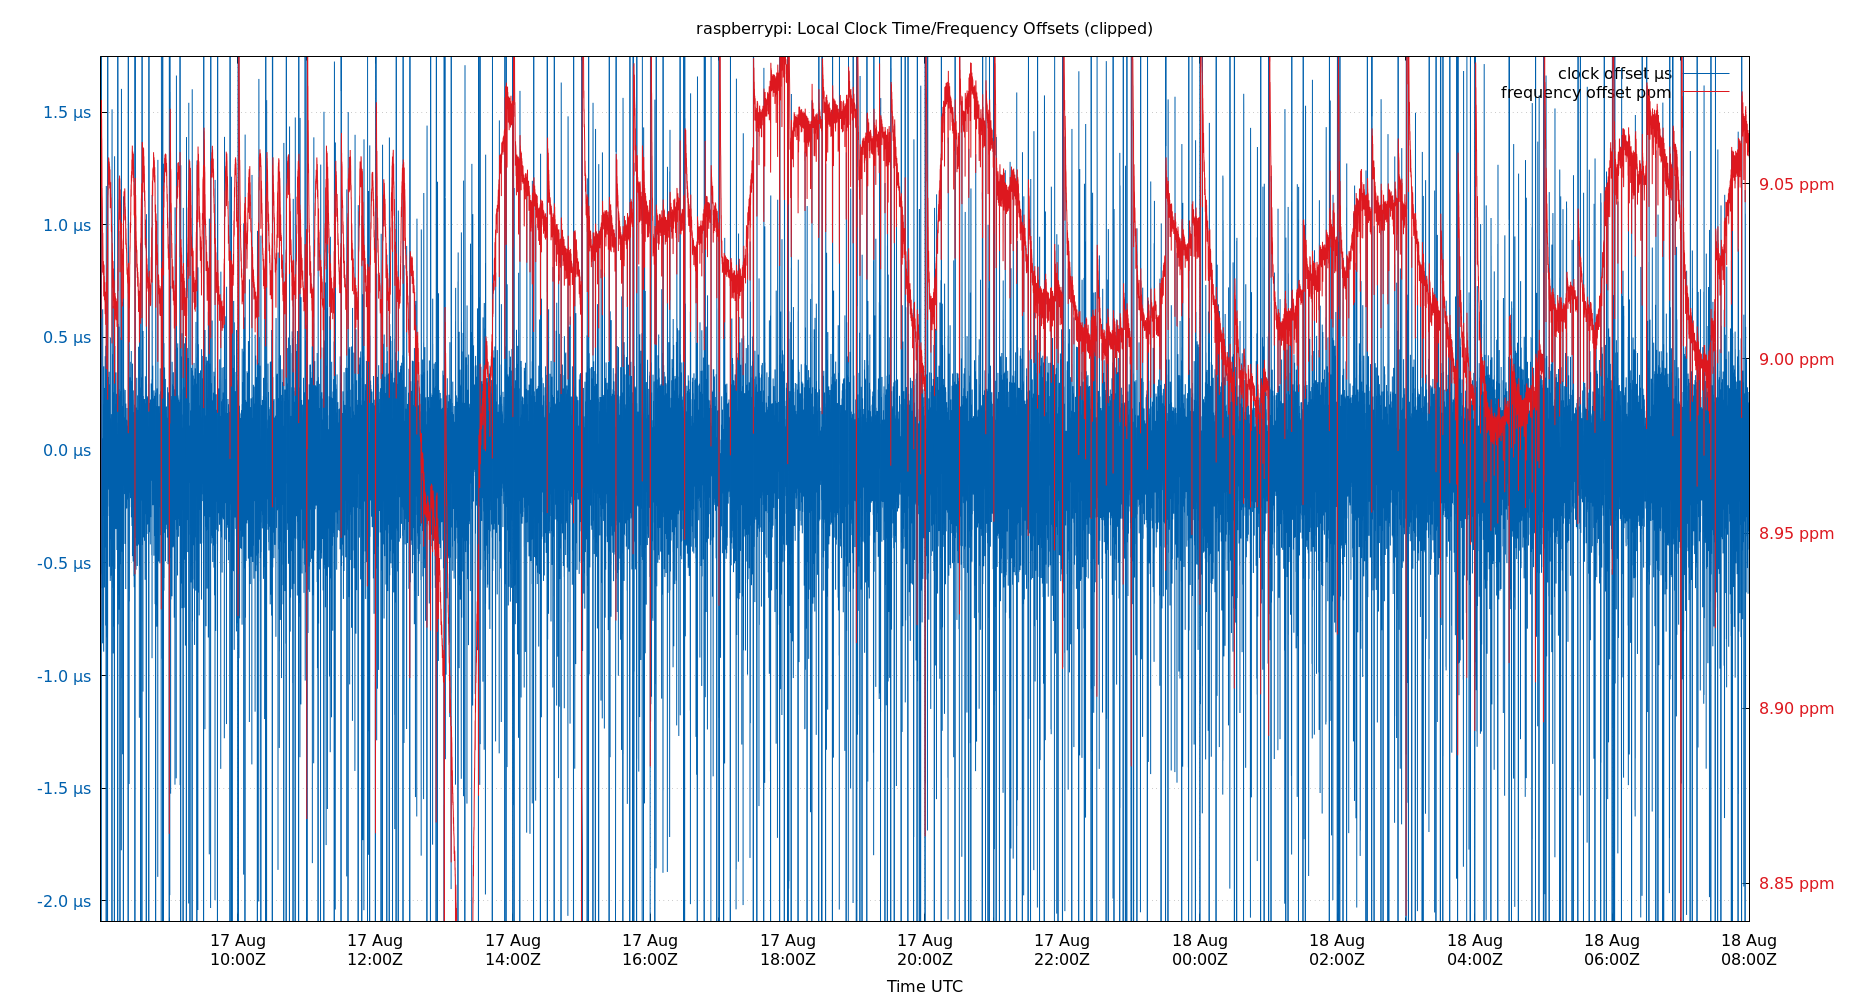 raspberrypi: Local Clock Time/Frequency Offsets (clipped)
clock offset µs
frequency offset ppm
1.5 µs
1.0 µs
0.5 µs
0.0 µs
-0.5 µs
-1.0 µs
-1.5 µs
-2.0 µs
9.05 ppm
9.00 ppm
8.95 ppm
8.90 ppm
8.85 ppm
17 Aug 17 Aug 17 Aug 17 Aug 17 Aug 17 Aug 17 Aug 18 Aug 18 Aug 18 Aug 18 Aug 18 Aug
10:00Z 12:00Z 14:00Z 16:00Z 18:00Z 20:00Z 22:00Z 00:00Z 02:00Z 04:00Z 06:00Z 08:00Z
Time UTC